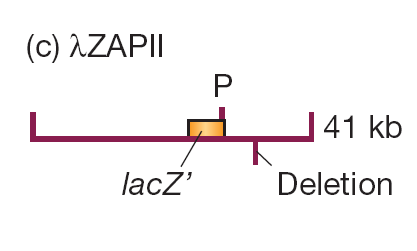 (c) λZAPII
P
41 kb
lacZ’
Deletion